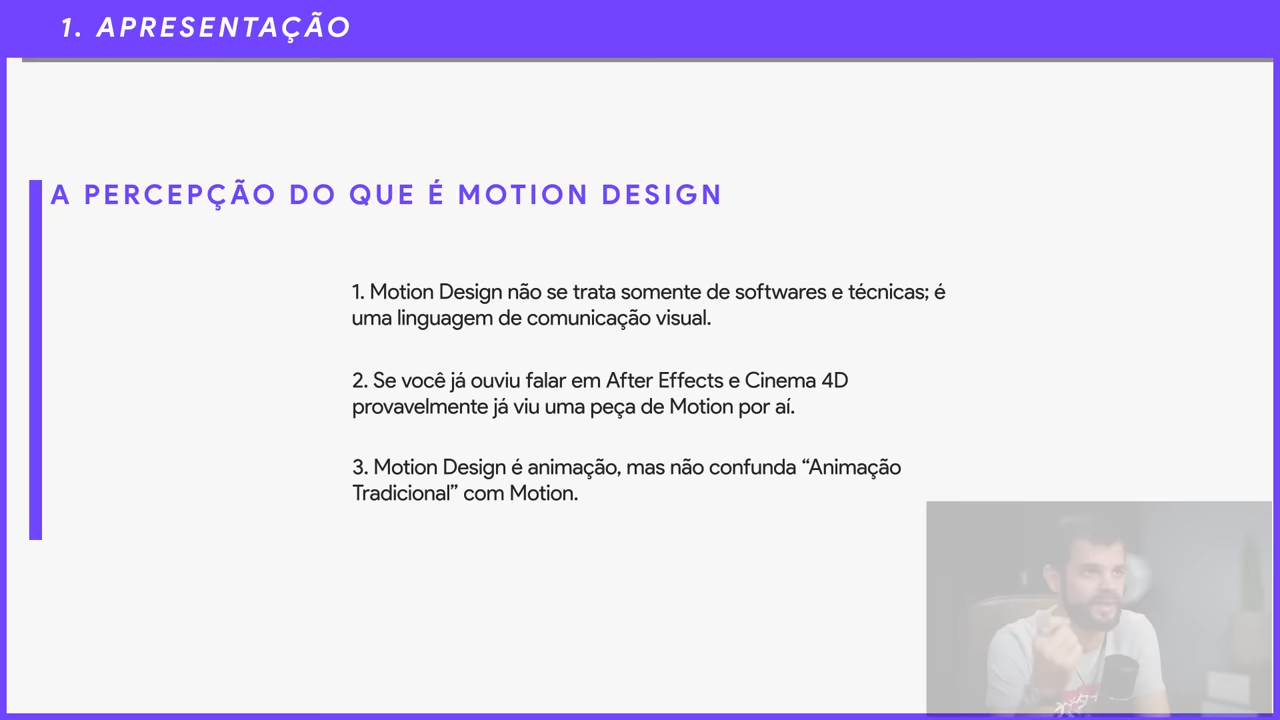 1. APRESENTAÇÃO
A PERCEPÇÃO DO QUE É MOTION DESIGN
1. Motion Design não se trata somente de softwares e técnicas; é
uma linguagem de comunicação visual.
2. Se você já ouviu falar em After Effects e Cinema 4D
provavelmente já viu uma peça de Motion por aí.
3. Motion Design é animação, mas não confunda “Animação
Tradicional” com Motion.